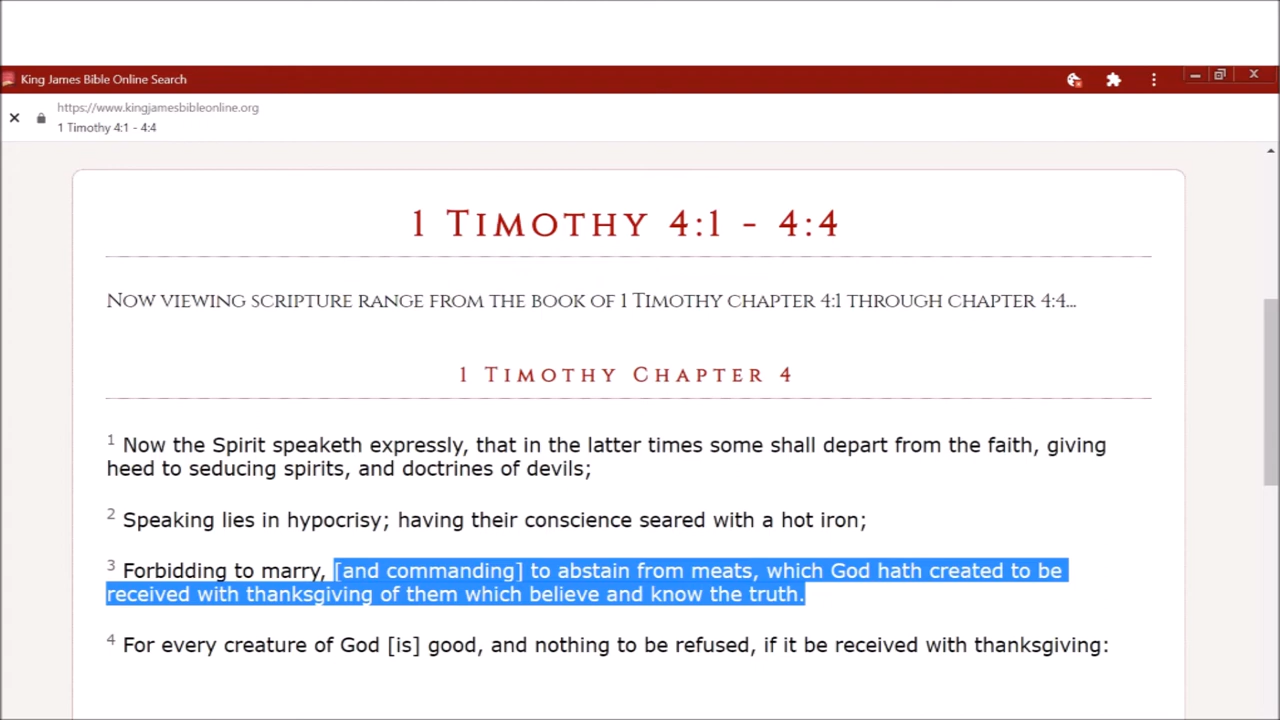 King James Bible Online Search
https://www.kingjamesbibleonline.org
1 Timothy 4:1 - 4:4
1 Timothy 4:1 - 4:4
Now viewing scripture range from the book of 1 Timothy chapter 4:1 through chapter 4:4...
1 Timothy Chapter 4
1 Now the Spirit speaketh expressly, that in the latter times some shall depart from the faith, giving
heed to seducing spirits, and doctrines of devils;
2 Speaking lies in hypocrisy; having their conscience seared with a hot iron;
3 Forbidding to marry, [and commanding] to abstain from meats, which God hath created to be
received with thanksgiving of them which believe and know the truth.
4 For every creature of God [is] good, and nothing to be refused, if it be received with thanksgiving: